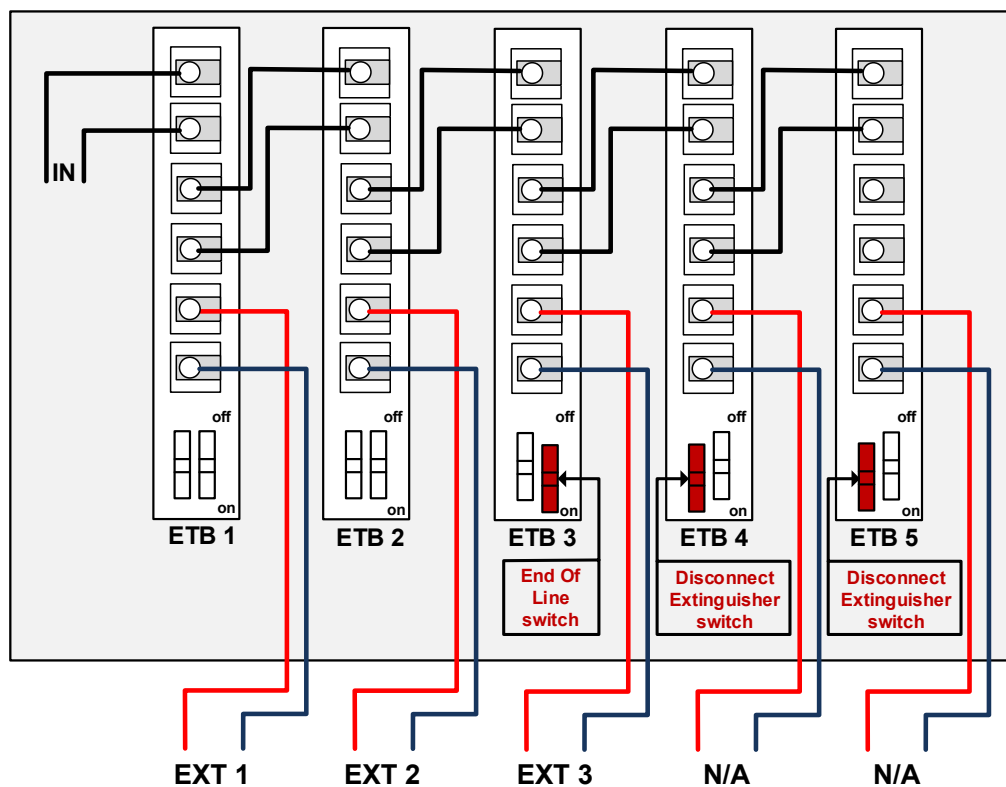 IN
off
off
off
off
off
on
on
on
on
on
ETB 1
ETB 2
ETB 3
ETB 4
ETB 5
End Of
Line
switch
Disconnect
Extinguisher
switch
Disconnect
Extinguisher
switch
EXT 1
EXT 2
EXT 3
N/A
N/A